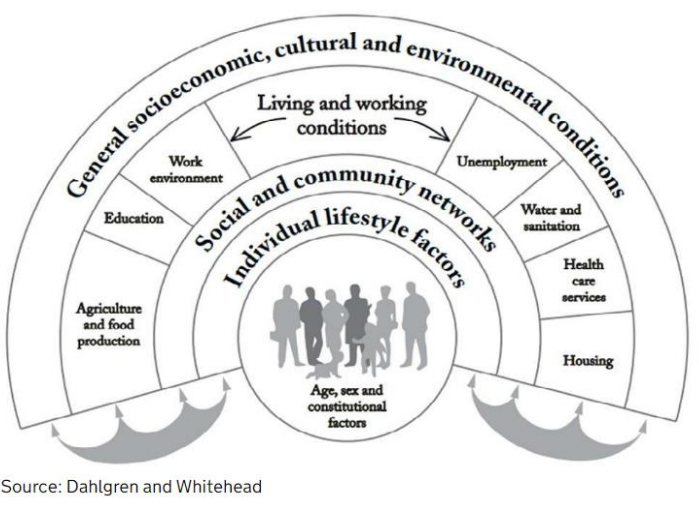 General socioeconomic, cultural and environmental conditions
Living and working
conditions
Work
environment
Unemployment
Education
Water and
sanitation
Agriculture
and food
production
Health
care
services
Housing
Social and community networks
Individual lifestyle factors
Age, sex and
constitutional
factors
Source: Dahlgren and Whitehead